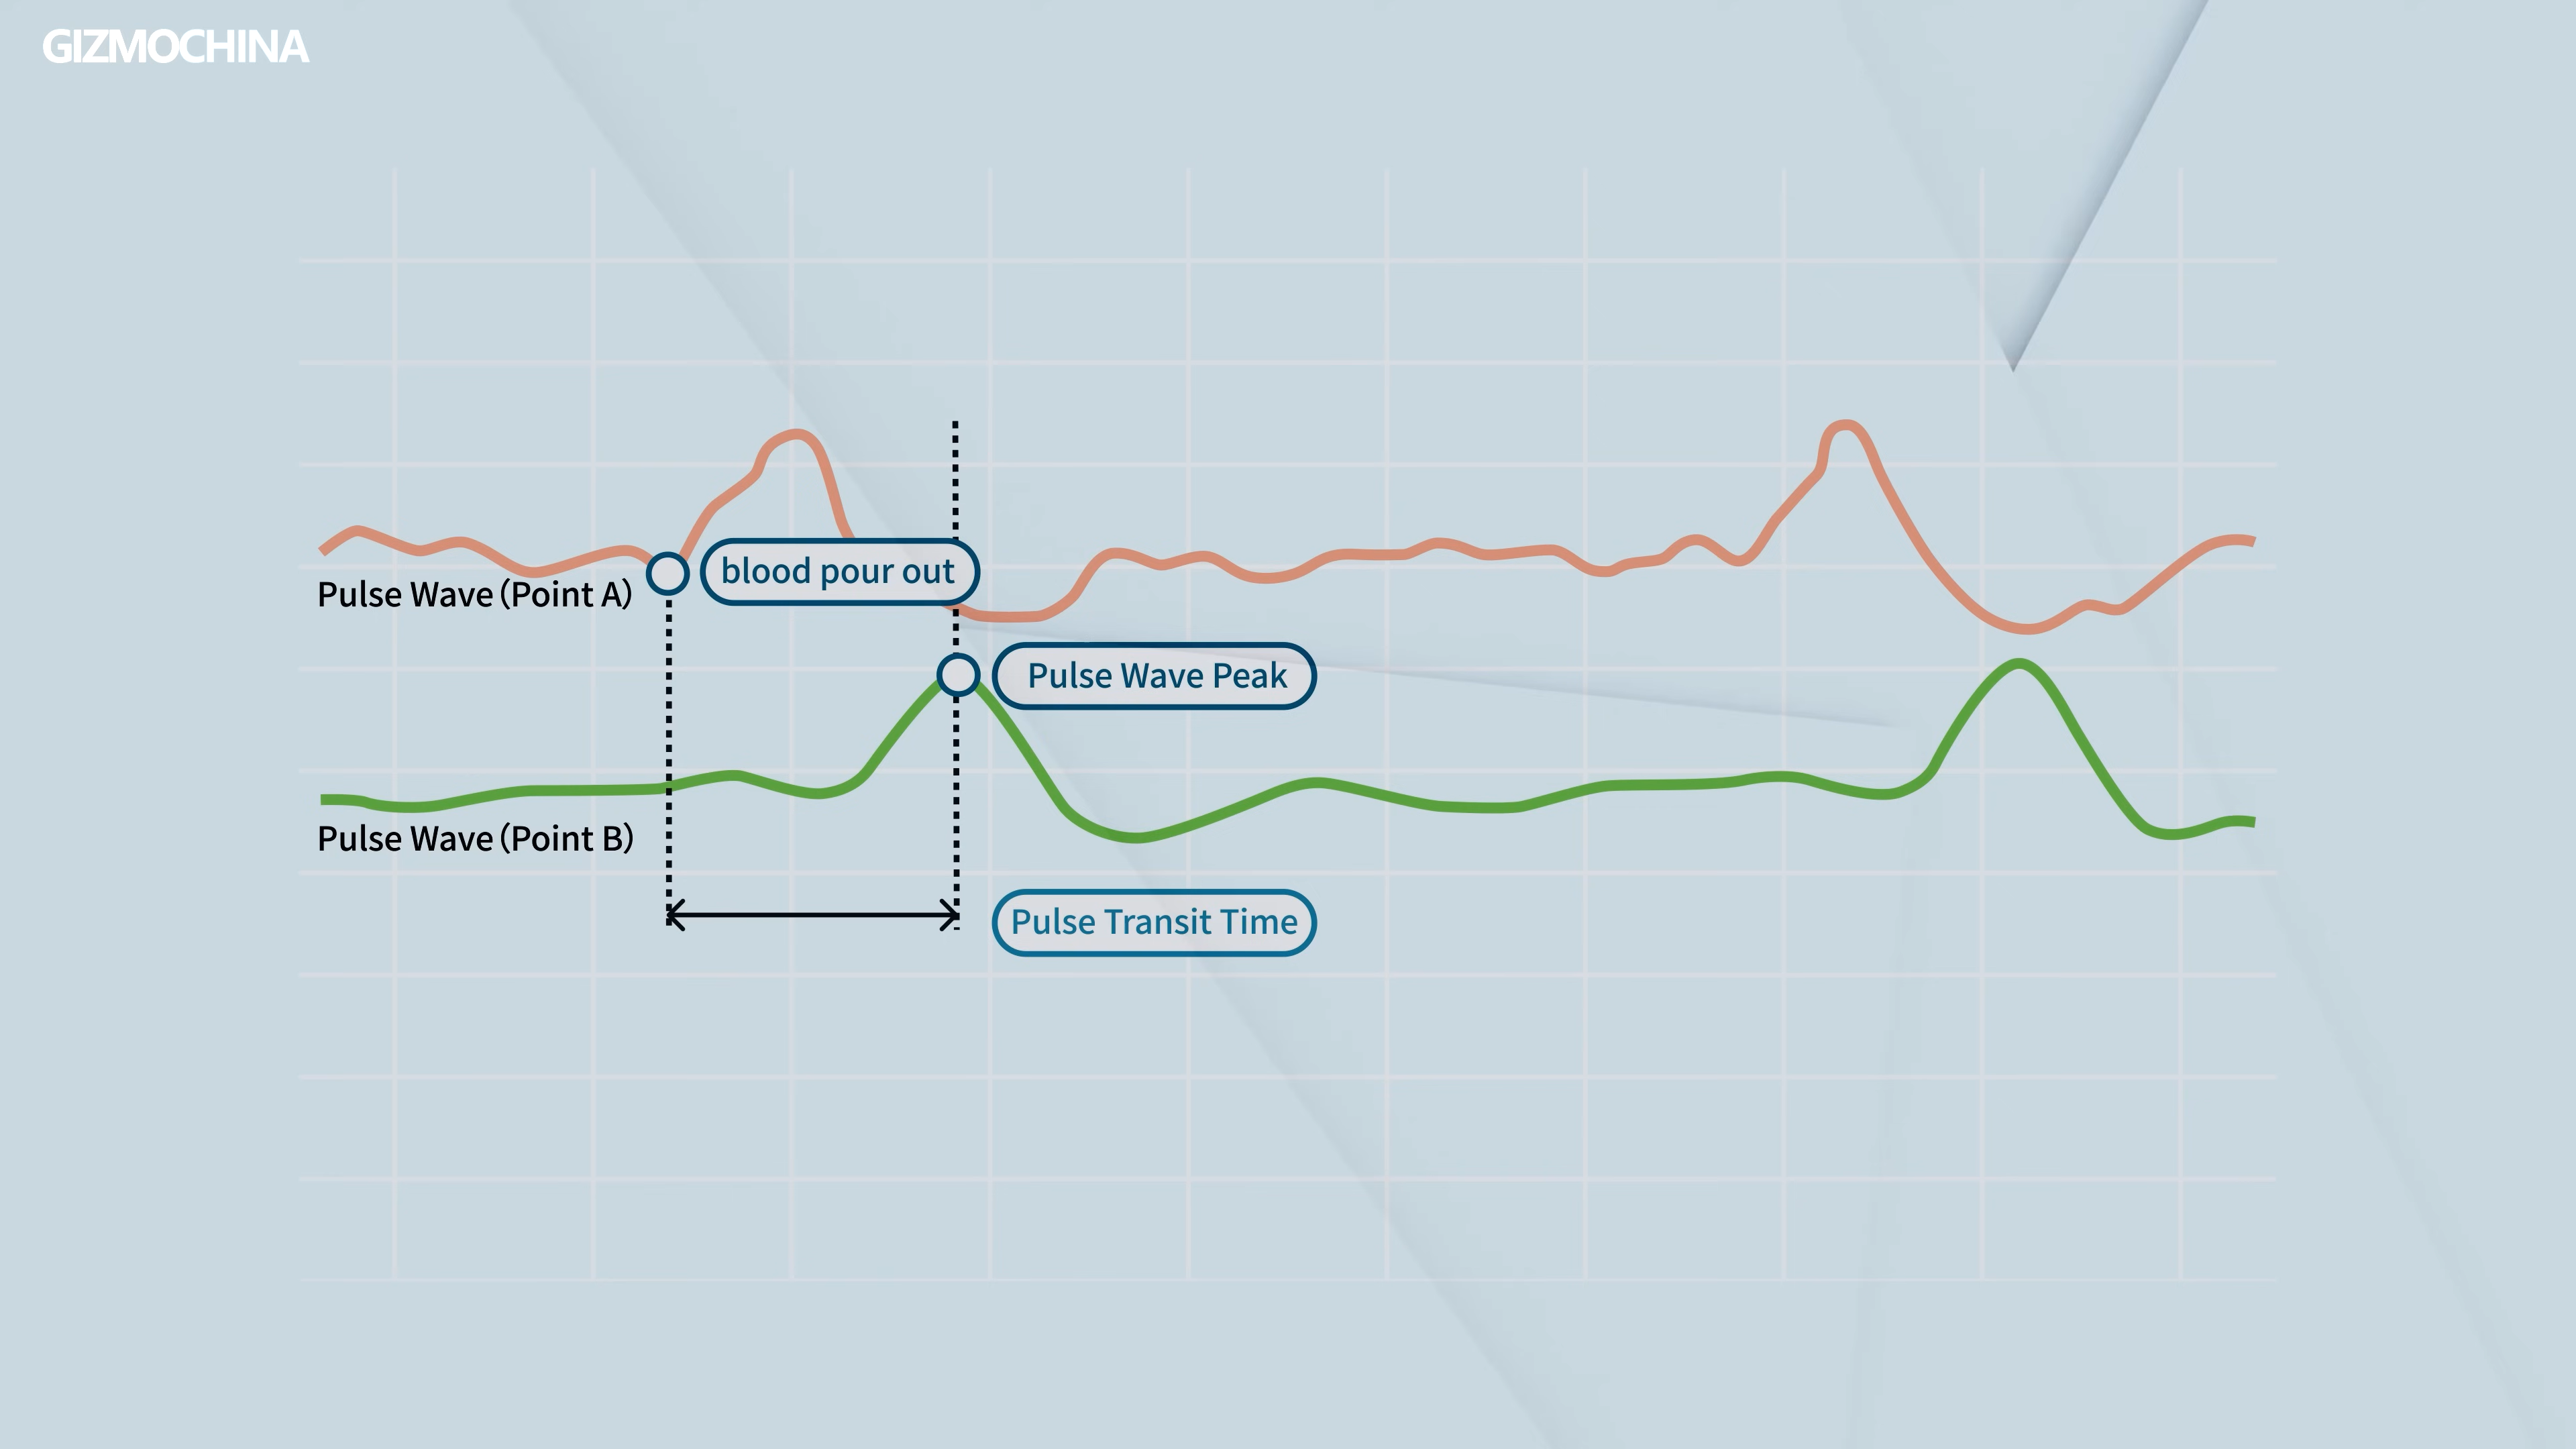 GIZMOCHINA
blood pour out
Pulse Wave (Point A)
Pulse Wave Peak
Pulse Wave (Point B)
Pulse Transit Time